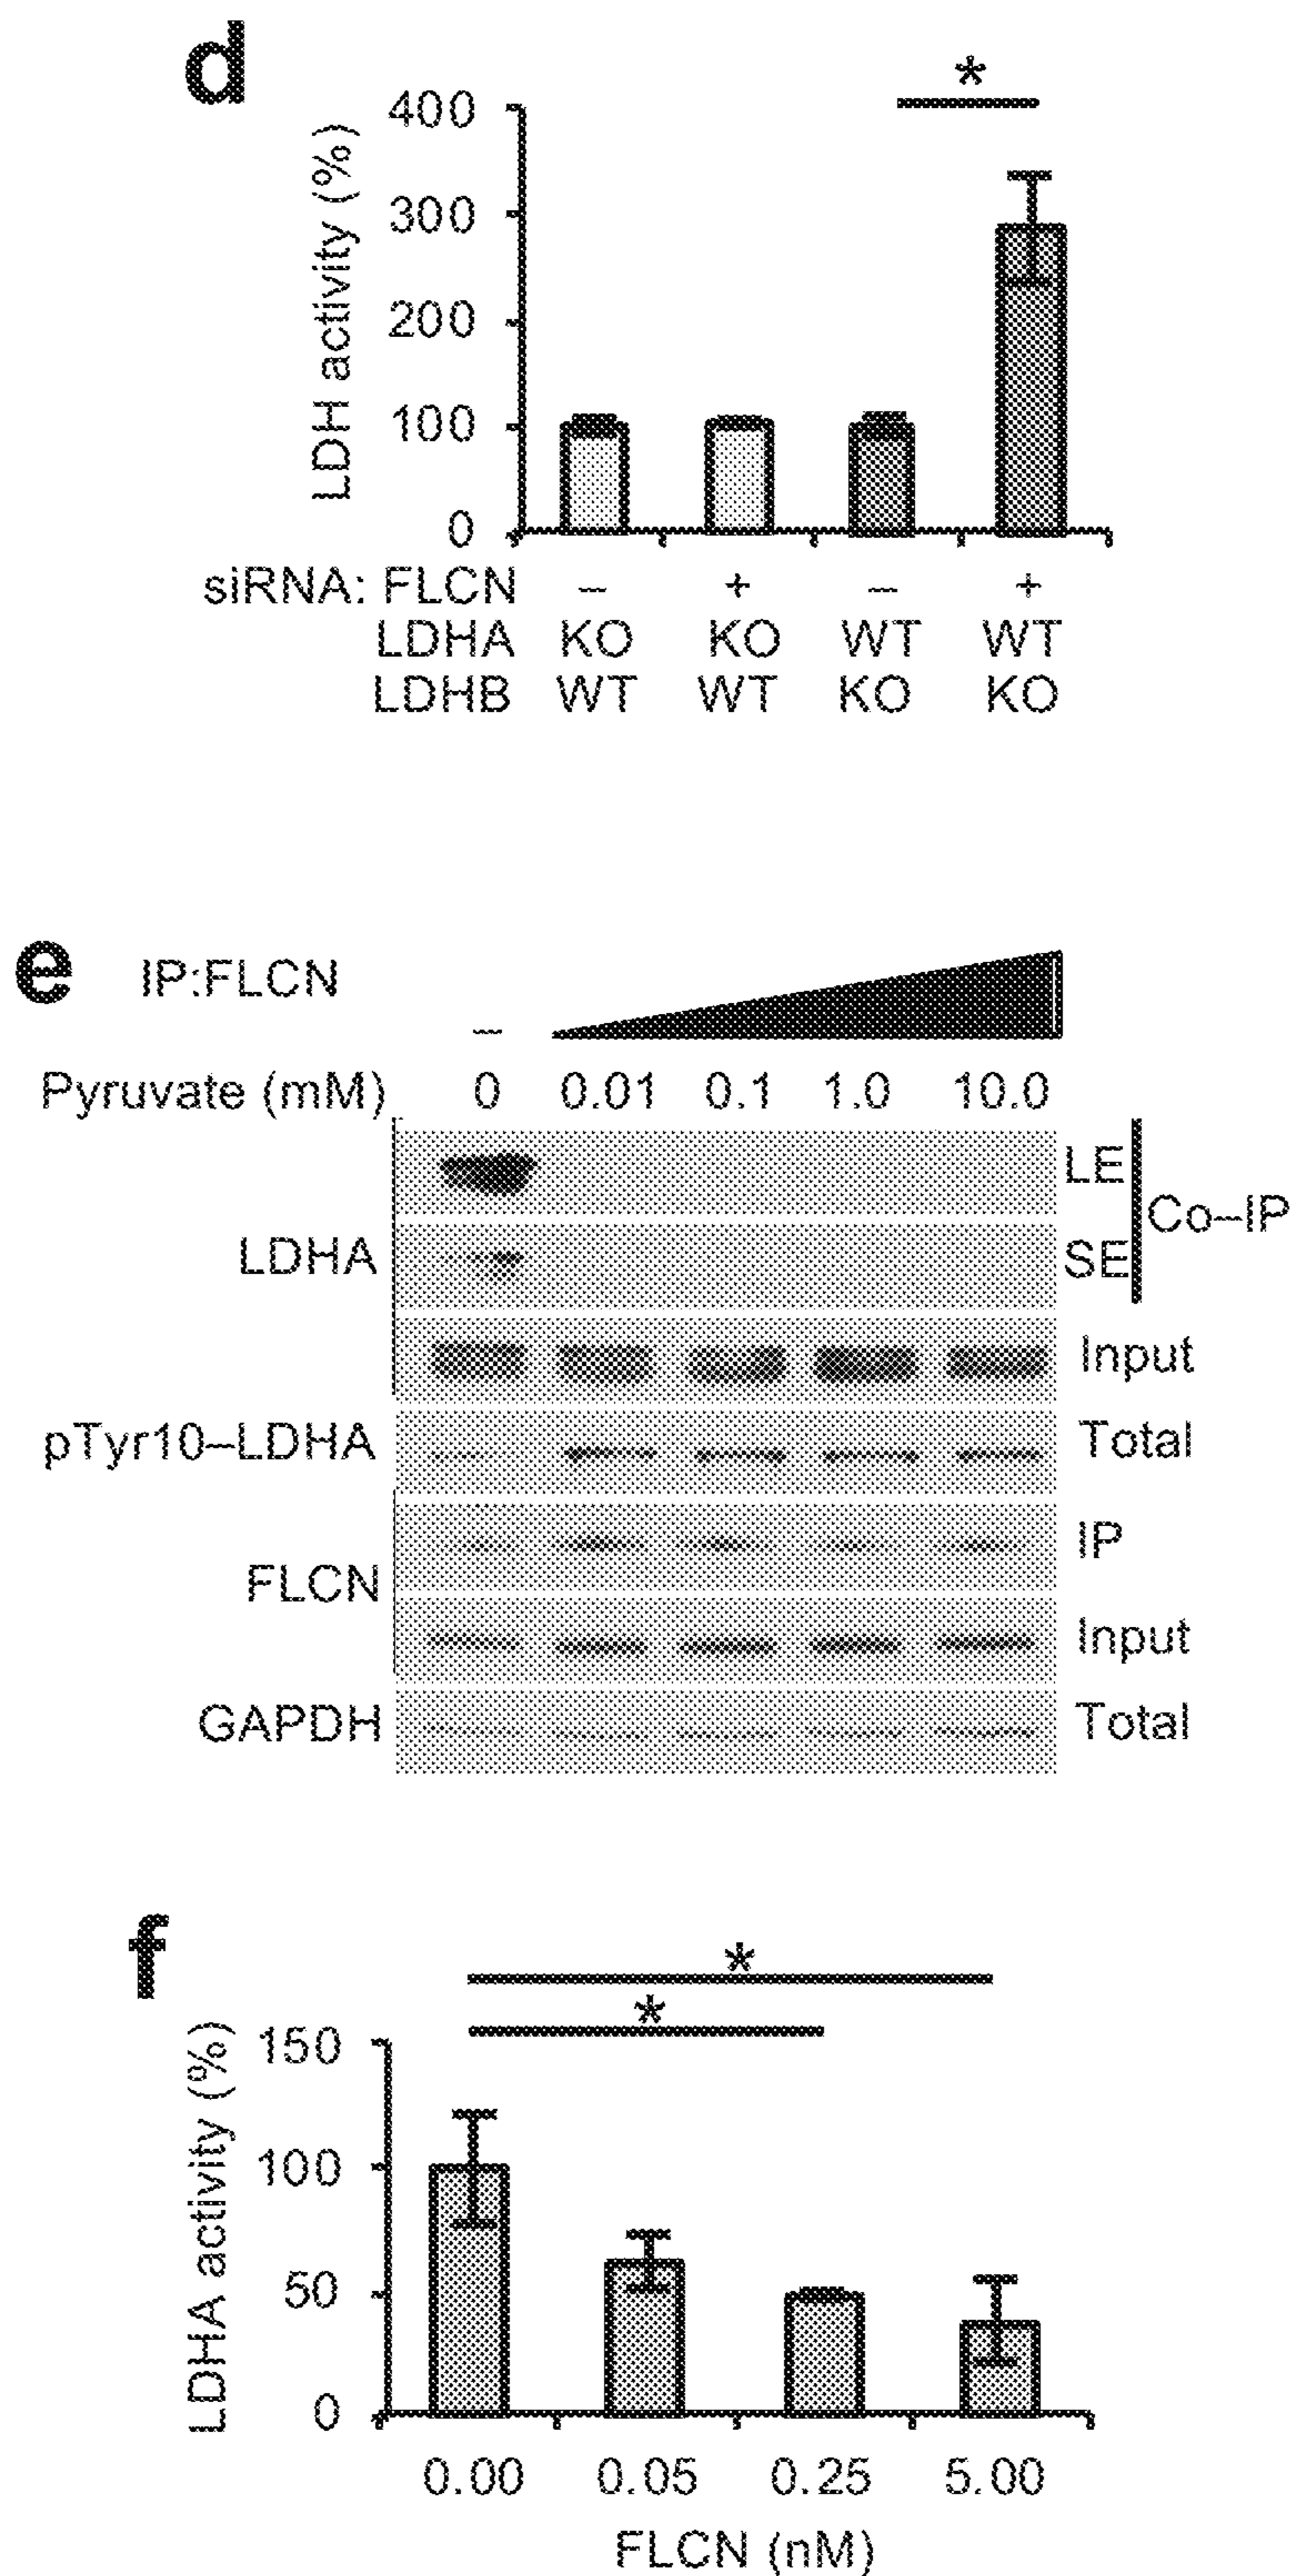 d
*
LDH activity (%)
400
300
200
100
0
siRNA: FLCN – + – +
LDHA KO KO WT WT
LDHB WT WT KO KO
e IP:FLCN
–
Pyruvate (mM) 0 0.01 0.1 1.0 10.0
LE
LDHA SE Co–IP
Input
pTyr10–LDHA Total
IP
FLCN
Input
GAPDH Total
f
*
*
LDHA activity (%)
150
100
50
0
0.00 0.05 0.25 5.00
FLCN (nM)